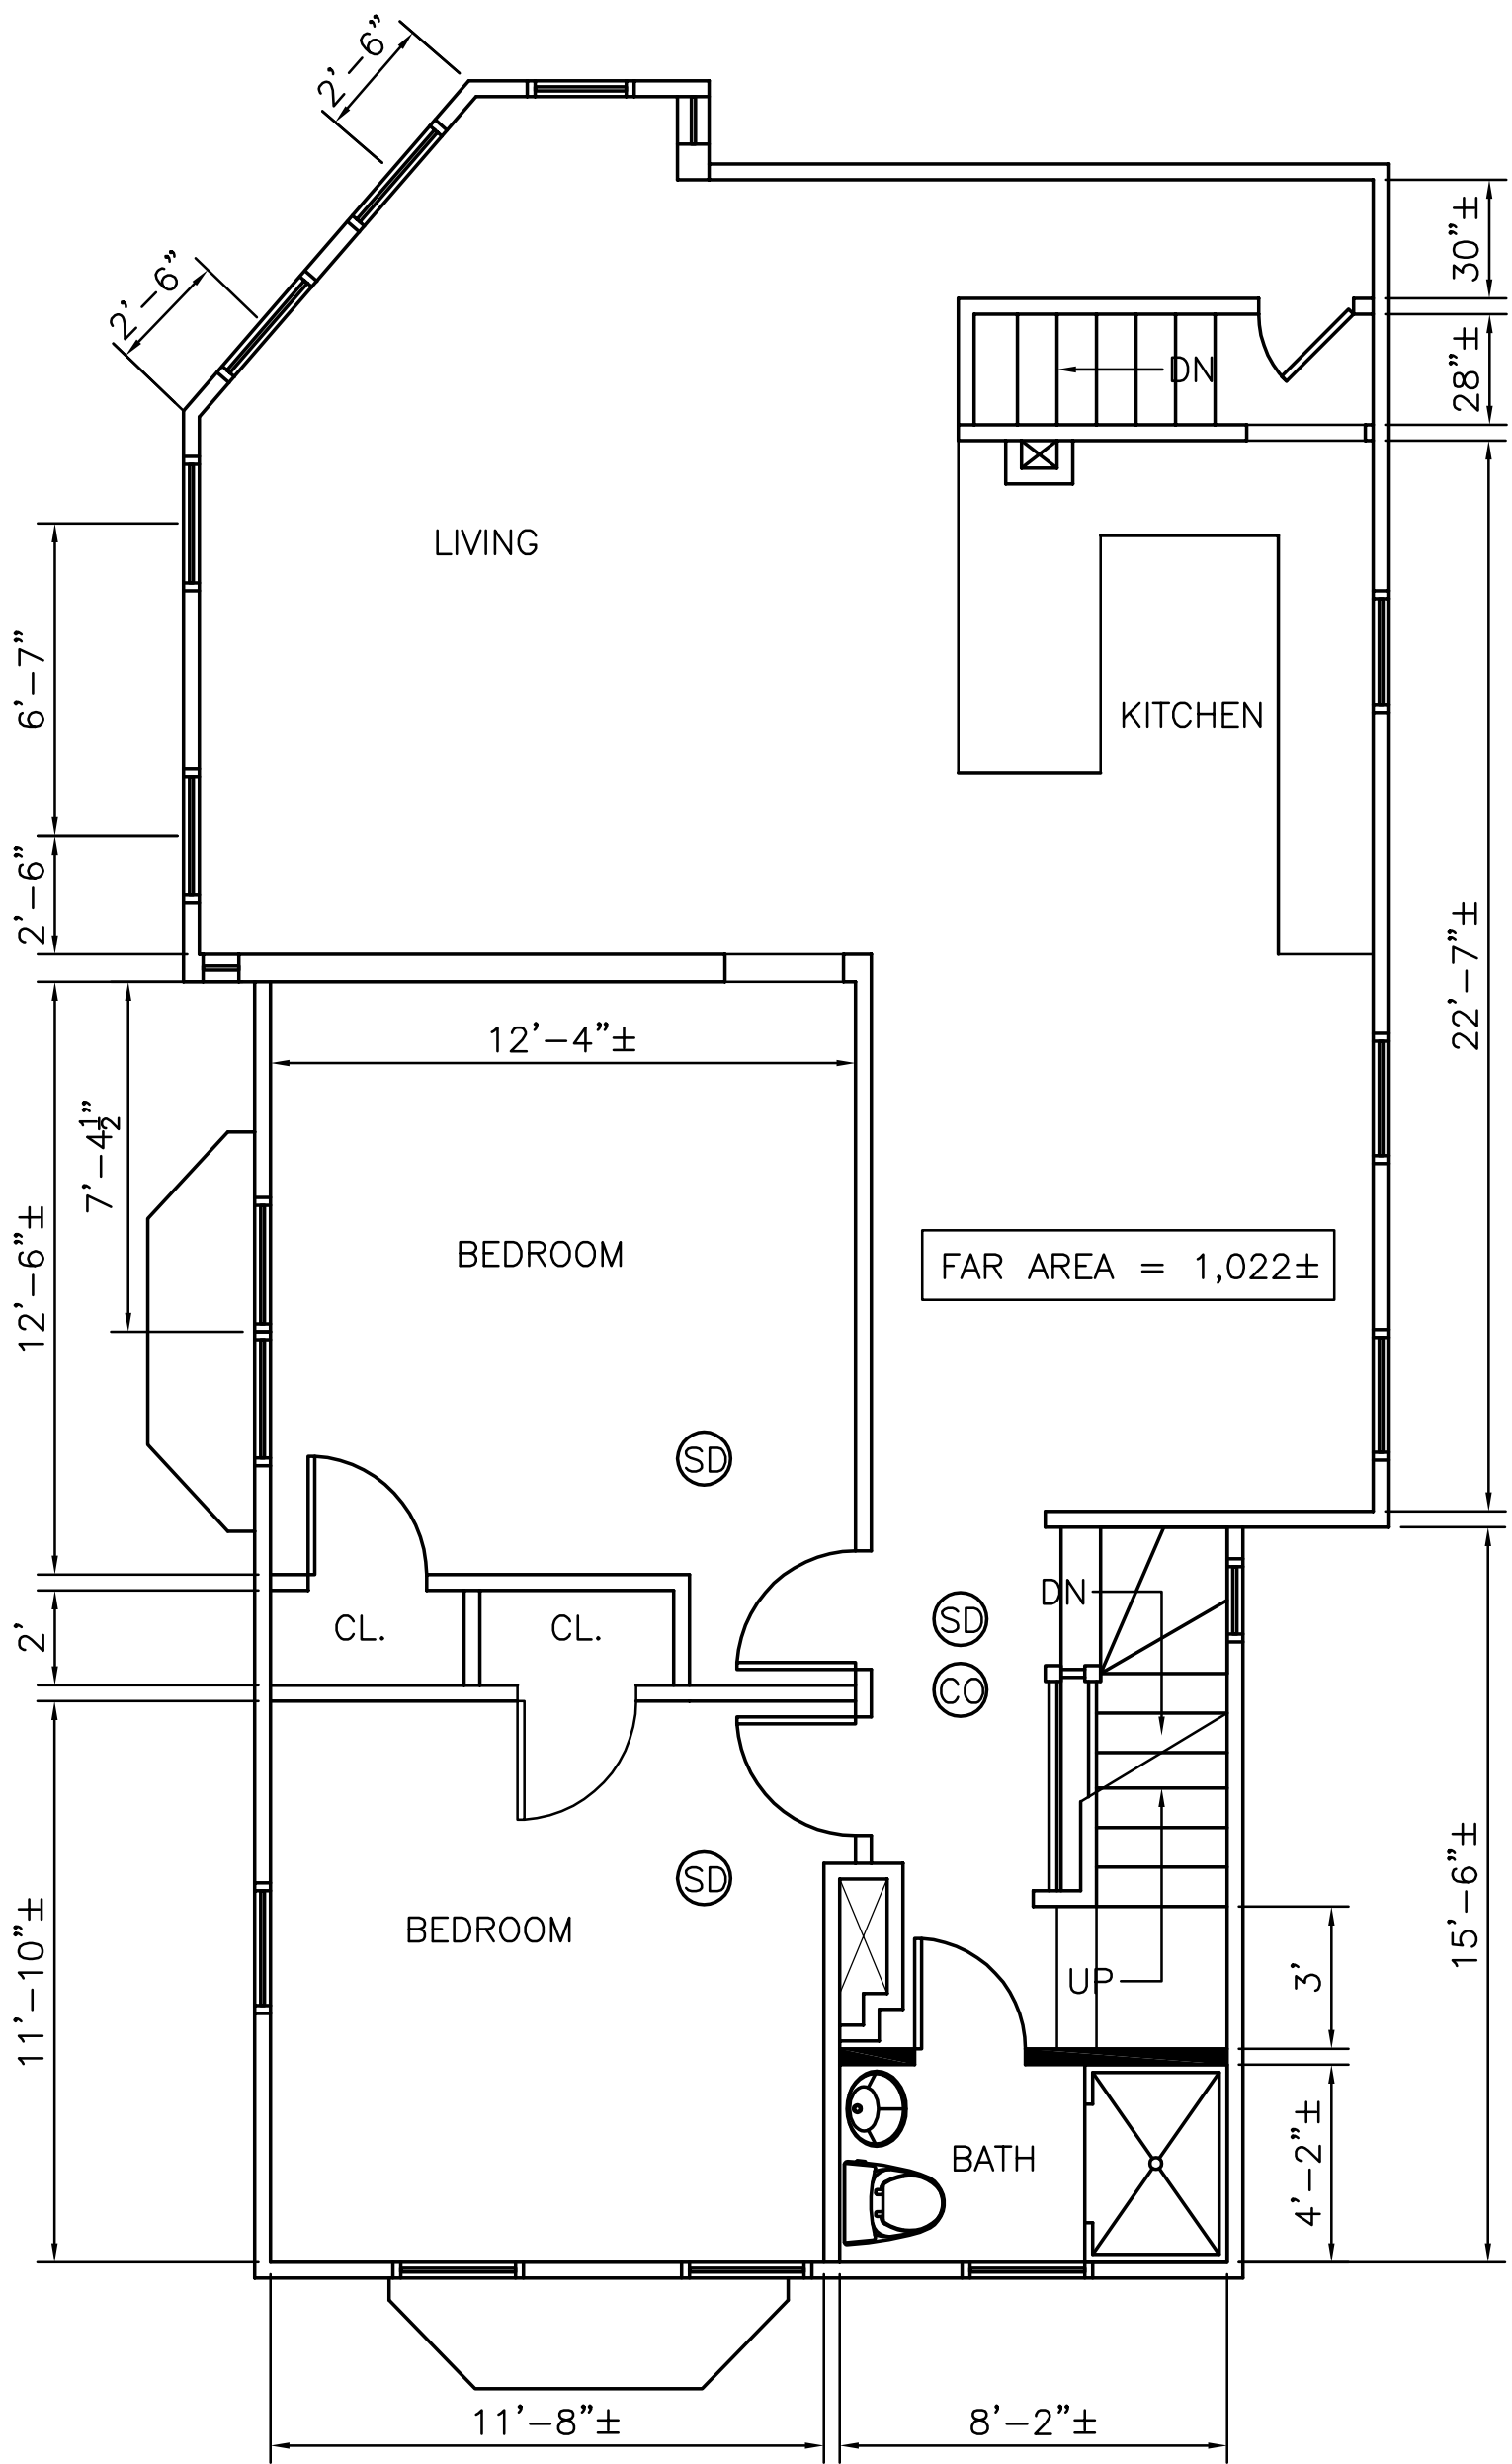 2'-6"
2'-6"
30"±
28"±
DN
LIVING
6'-7"
KITCHEN
2'-6"
22'-7"±
12'-4"±
7'-4½"
12'-6"±
BEDROOM
FAR AREA = 1,022±
SD
CL.
CL.
2'
SD
DN
CO
SD
BEDROOM
11'-10"±
UP
3'
15'-6"±
BATH
4'-2"±
11'-8"±
8'-2"±